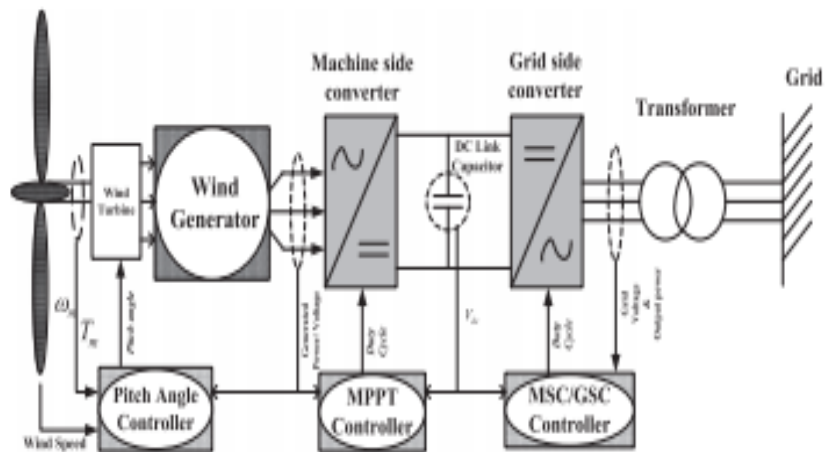 Machine side
converter
Grid side
converter
Transformer
Grid
Wind
Turbine
Wind
Generator
DC Link
Capacitor
ω
T
Pitch angle
Generated
Power/Voltage
Duty
Cycle
V
Duty
Cycle
Grid
Voltage
&
Output power
Pitch Angle
Controller
MPPT
Controller
MSC/GSC
Controller
Wind Speed